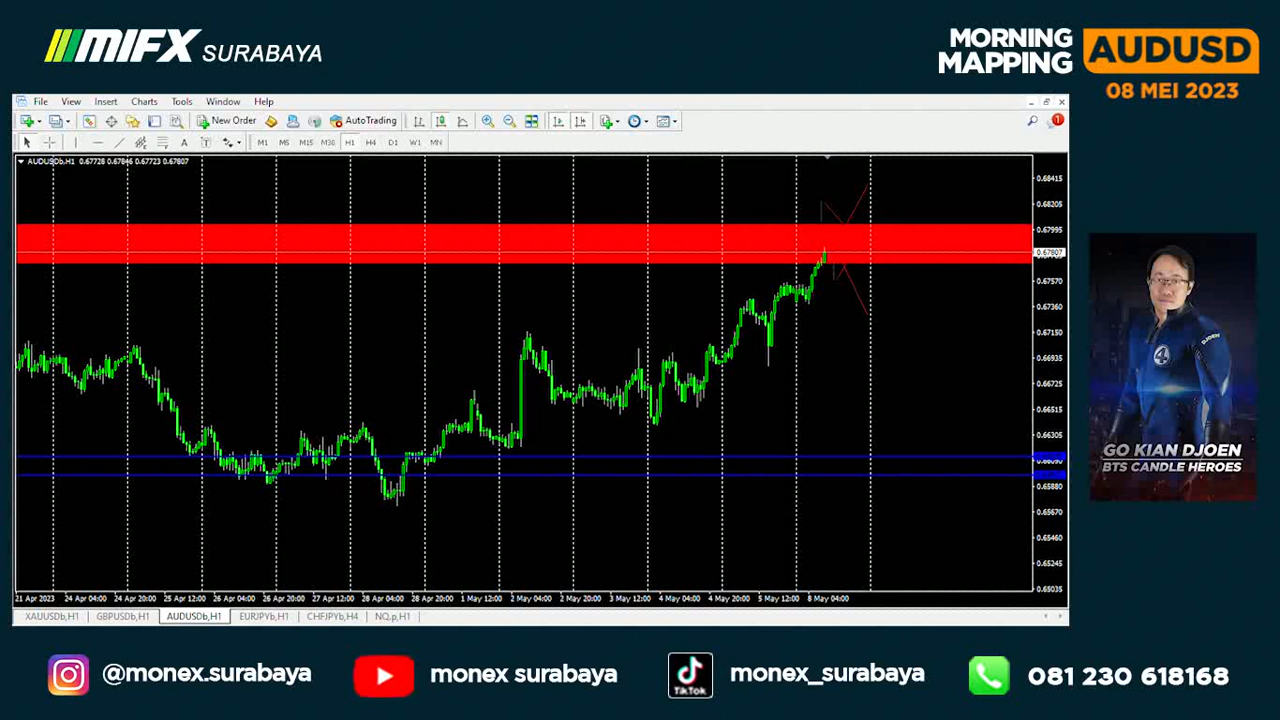 MIFX SURABAYA
MORNING
MAPPING
AUDUSD
08 MEI 2023
File View Insert Charts Tools Window Help
New Order AutoTrading
1
A T M1 M5 M15 M30 H1 H4 D1 W1 MN
AUDUSDb,H1 0.67728 0.67846 0.67723 0.67807
0.68415
0.68205
0.67995
0.67807
0.67570
0.67360
0.67150
0.66935
0.66725
0.66515
0.66305
0.65880
0.65670
0.65460
0.65245
0.65035
21 Apr 2023 24 Apr 04:00 24 Apr 20:00 25 Apr 12:00 26 Apr 04:00 26 Apr 20:00 27 Apr 12:00 28 Apr 04:00 28 Apr 20:00 1 May 12:00 2 May 04:00 2 May 20:00 3 May 12:00 4 May 04:00 4 May 20:00 5 May 12:00 8 May 04:00
XAUUSDb,H1 GBPUSDb,H1 AUDUSDb,H1 EURJPYb,H1 CHFJPYb,H4 NQ.p,H1
DJOEN
4
GO KIAN DJOEN
BTS CANDLE HEROES
@monex.surabaya
monex surabaya
TikTok
monex_surabaya
081 230 618168